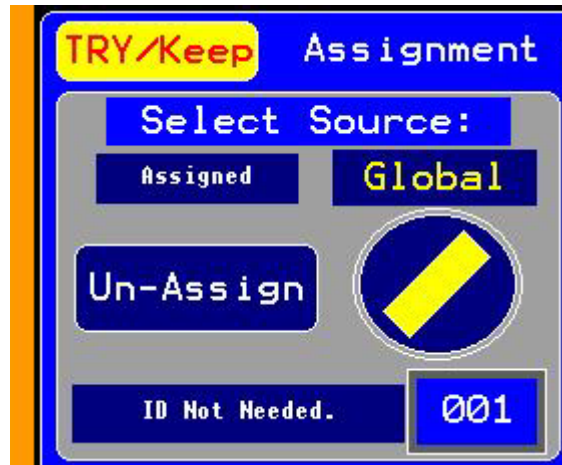 TRY/Keep Assignment
Select Source:
Assigned Global
Un-Assign
ID Not Needed. 001